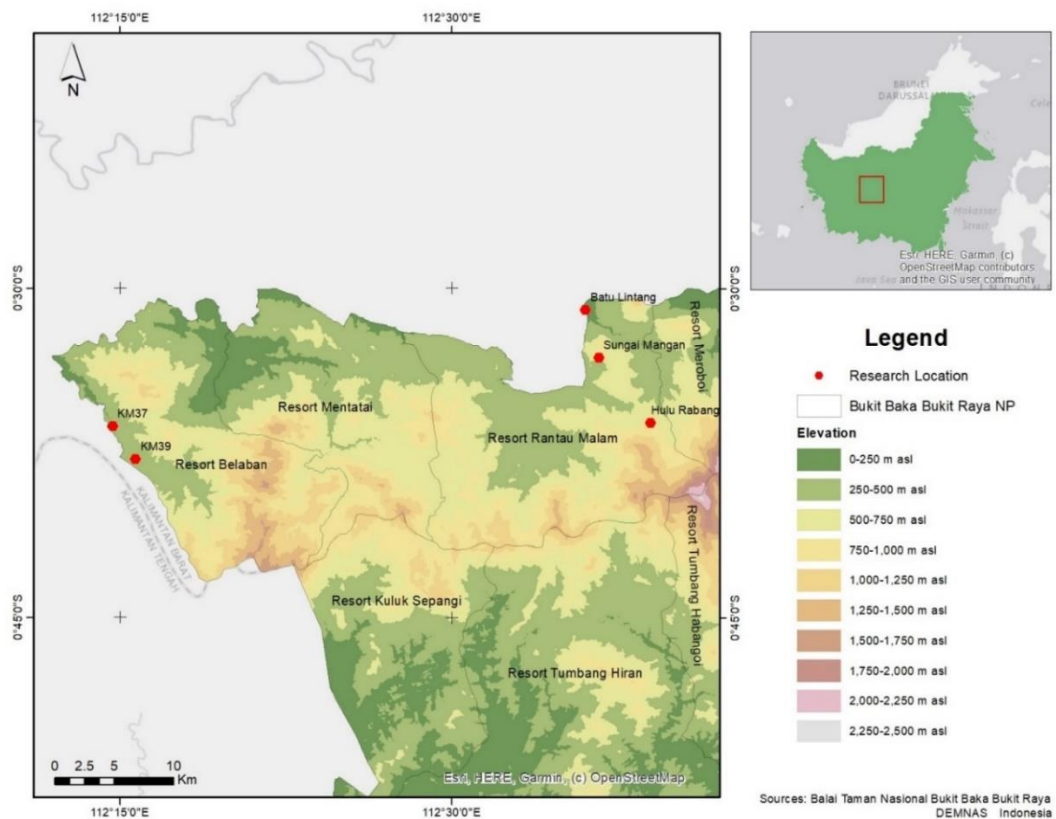 112°15'0"E
112°30'0"E
N
0°30'0"S
0°30'0"S
Batu Lintang
Sungai Mangan
Resort Meroboi
Resort Mentatai
Hulu Rabang
KM37
Resort Rantau Malam
KM39
Resort Belaban
KALIMANTAN BARAT
KALIMANTAN TENGAH
Resort Tumbang Habangoi
Resort Kuluk Sepangi
0°45'0"S
0°45'0"S
Resort Tumbang Hiran
0 2.5 5 10
Km
Esri, HERE, Garmin, (c) OpenStreetMap
112°15'0"E
112°30'0"E
BRUNEI
DARUSSAL
Makassar
Strait
Java Sea
Esri, HERE, Garmin, (c)
OpenStreetMap contributors
and the GIS user community
Legend
Research Location
Bukit Baka Bukit Raya NP
Elevation
0-250 m asl
250-500 m asl
500-750 m asl
750-1,000 m asl
1,000-1,250 m asl
1,250-1,500 m asl
1,500-1,750 m asl
1,750-2,000 m asl
2,000-2,250 m asl
2,250-2,500 m asl
Sources: Balai Taman Nasional Bukit Baka Bukit Raya
DEMNAS Indonesia